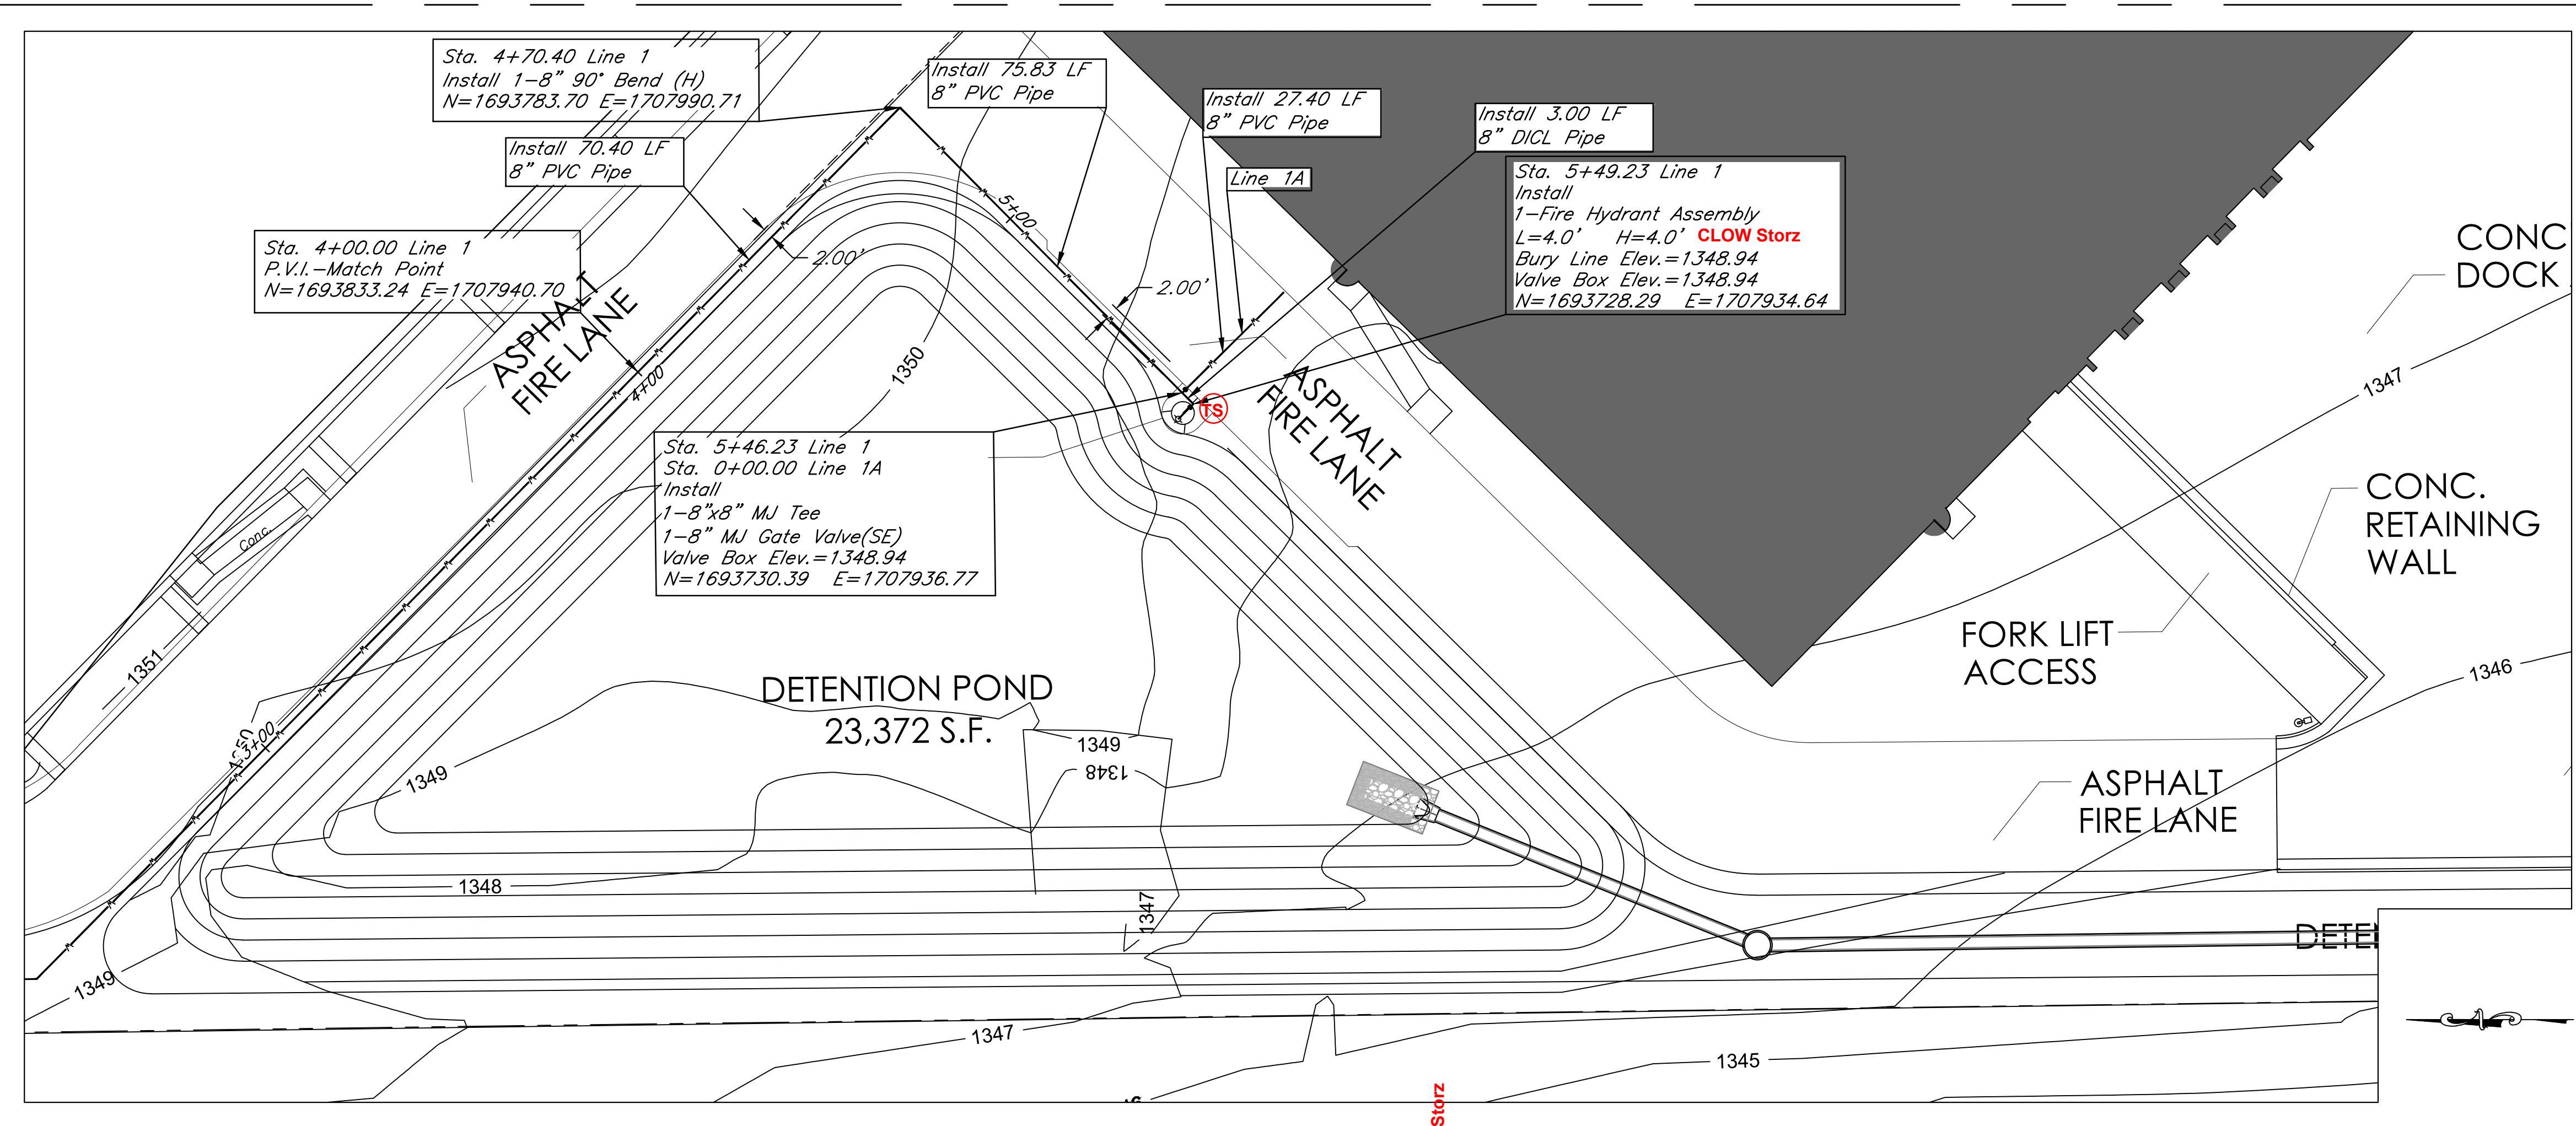 Sta. 4+70.40 Line 1
Install 1-8" 90° Bend (H)
N=1693783.70 E=1707990.71
Install 75.83 LF
8" PVC Pipe
Install 27.40 LF
8" PVC Pipe
Install 3.00 LF
8" DICL Pipe
Install 70.40 LF
8" PVC Pipe
Line 1A
Sta. 5+49.23 Line 1
Install
1-Fire Hydrant Assembly
L=4.0' H=4.0' CLOW Storz
Bury Line Elev.=1348.94
Valve Box Elev.=1348.94
N=1693728.29 E=1707934.64
Sta. 4+00.00 Line 1
P.V.I.-Match Point
N=1693833.24 E=1707940.70
5+00
2.00'
2.00'
CONC
DOCK
ASPHALT
FIRE LANE
4+00
1350
1347
TS
ASPHALT
FIRE LANE
Sta. 5+46.23 Line 1
Sta. 0+00.00 Line 1A
Install
1-8"x8" MJ Tee
1-8" MJ Gate Valve(SE)
Valve Box Elev.=1348.94
N=1693730.39 E=1707936.77
CONC.
RETAINING
WALL
Conc.
1351
FORK LIFT
ACCESS
1346
DETENTION POND
23,372 S.F.
3+00
1349
1349
1348
ASPHALT
FIRE LANE
1348
1347
1349
1347
1345
Storz